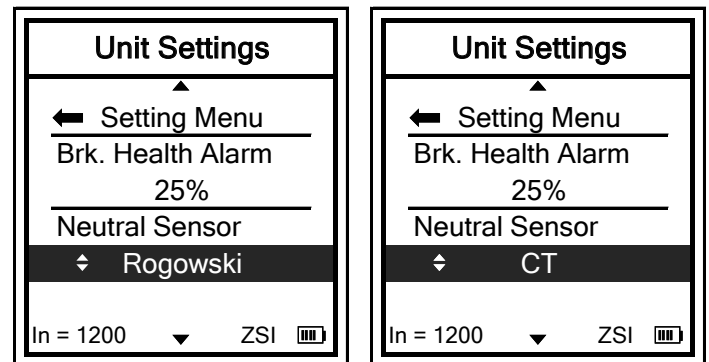 Unit Settings
Setting Menu
Brk. Health Alarm
25%
Neutral Sensor
Rogowski
In = 1200 ZSI
Unit Settings
Setting Menu
Brk. Health Alarm
25%
Neutral Sensor
CT
In = 1200 ZSI